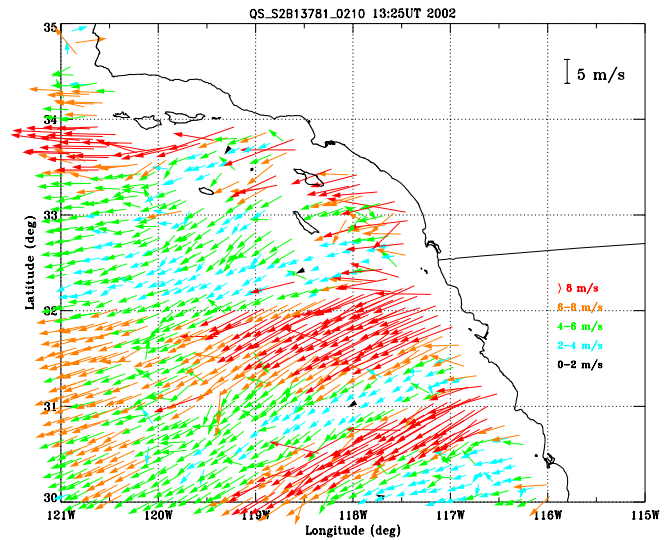 QS_S2B13781_0210 13:25UT 2002
35
34
33
32
31
30
Latitude (deg)
5 m/s
> 8 m/s
6-8 m/s
4-6 m/s
2-4 m/s
0-2 m/s
121W 120W 119W 118W 117W 116W 115W
Longitude (deg)